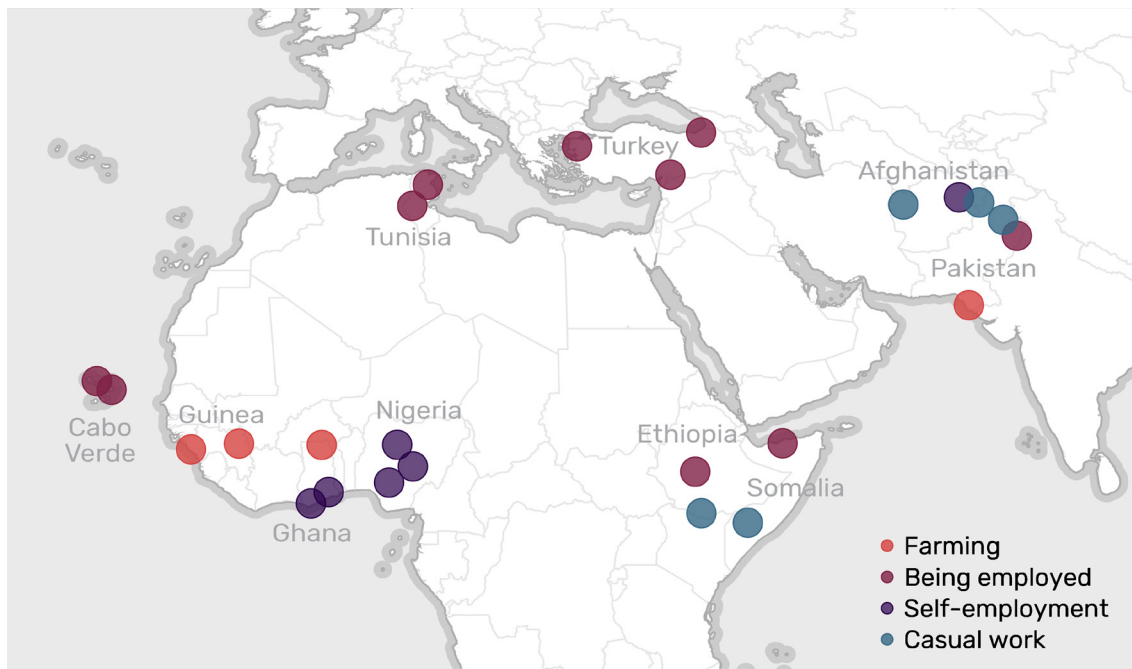 Turkey
Afghanistan
Tunisia
Pakistan
Guinea
Nigeria
Cabo
Verde
Ethiopia
Somalia
Ghana
Farming
Being employed
Self-employment
Casual work